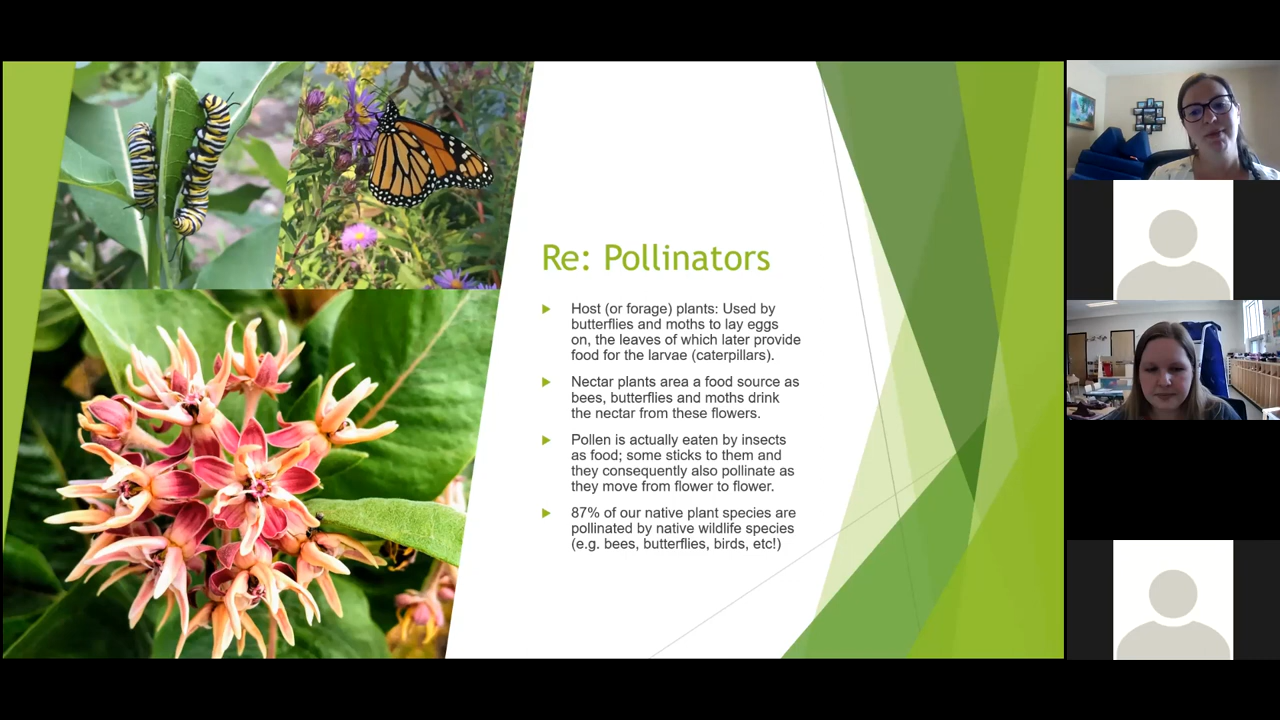 Re: Pollinators
Host (or forage) plants: Used by
butterflies and moths to lay eggs
on, the leaves of which later provide
food for the larvae (caterpillars).
Nectar plants area a food source as
bees, butterflies and moths drink
the nectar from these flowers.
Pollen is actually eaten by insects
as food; some sticks to them and
they consequently also pollinate as
they move from flower to flower.
87% of our native plant species are
pollinated by native wildlife species
(e.g. bees, butterflies, birds, etc!)